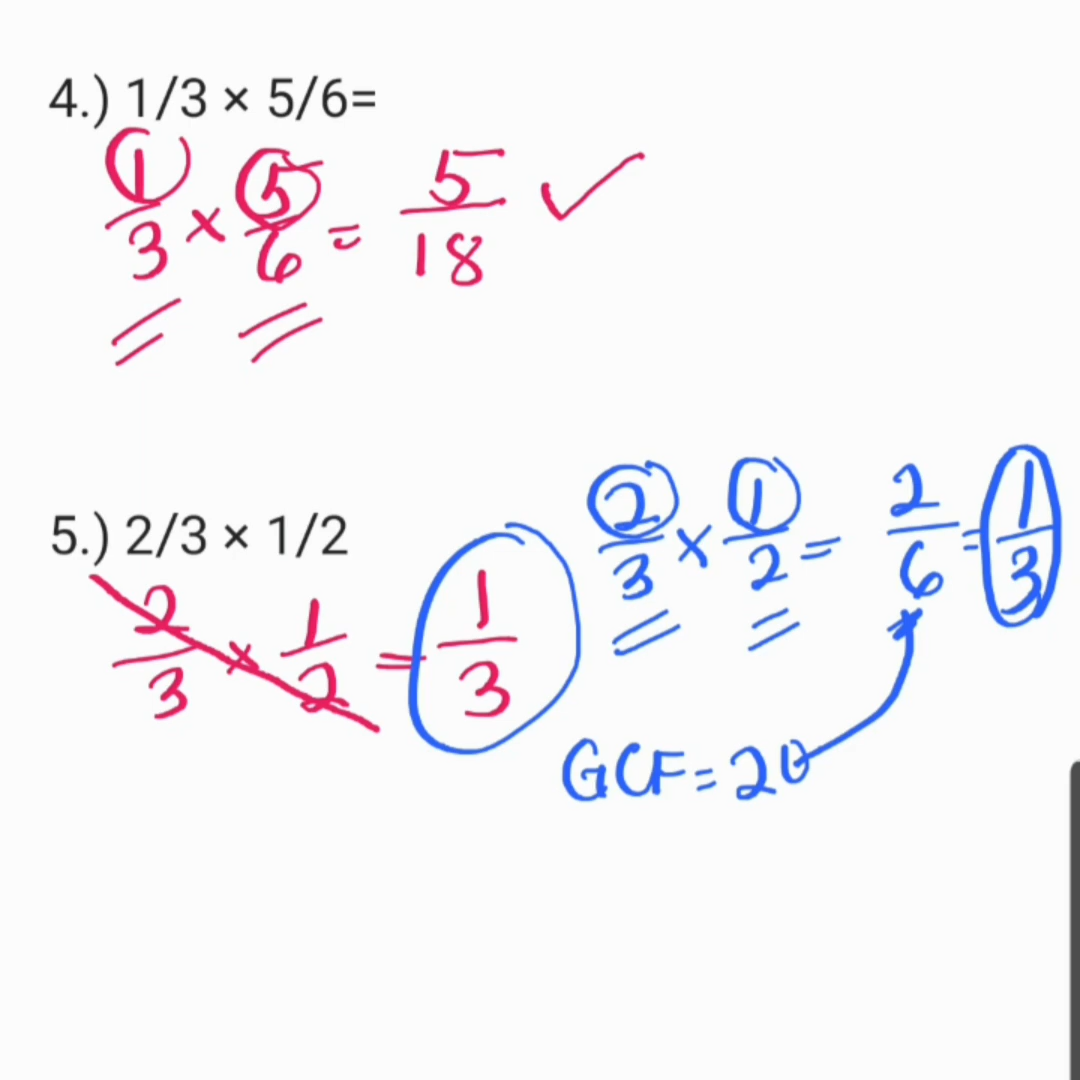 4.) 1/3 × 5/6=
1/3 × 5/6 = 5/18 ✓
5.) 2/3 × 1/2
2/3 × 1/2 = 1/3
2/3 × 1/2 = 2/6 = 1/3
GCF = 2